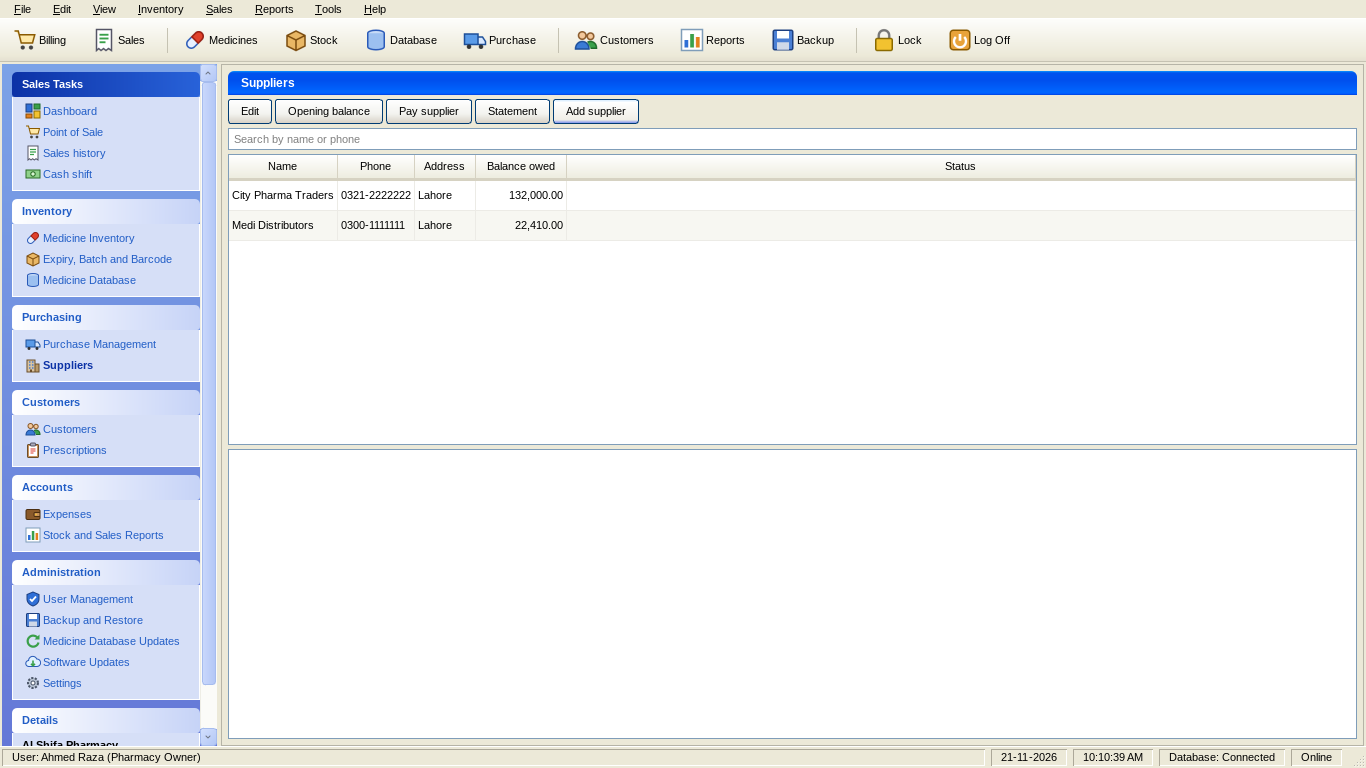 File Edit View Inventory Sales Reports Tools Help
Billing Sales Medicines Stock Database Purchase Customers Reports Backup Lock Log Off
Sales Tasks
Dashboard
Point of Sale
Sales history
Cash shift
Inventory
Medicine Inventory
Expiry, Batch and Barcode
Medicine Database
Purchasing
Purchase Management
Suppliers
Customers
Customers
Prescriptions
Accounts
Expenses
Stock and Sales Reports
Administration
User Management
Backup and Restore
Medicine Database Updates
Software Updates
Settings
Details
Al Shifa Pharmacy
Suppliers
Edit Opening balance Pay supplier Statement Add supplier
Search by name or phone
Name Phone Address Balance owed Status
City Pharma Traders 0321-2222222 Lahore 132,000.00
Medi Distributors 0300-1111111 Lahore 22,410.00
User: Ahmed Raza (Pharmacy Owner) 21-11-2026 10:10:39 AM Database: Connected Online